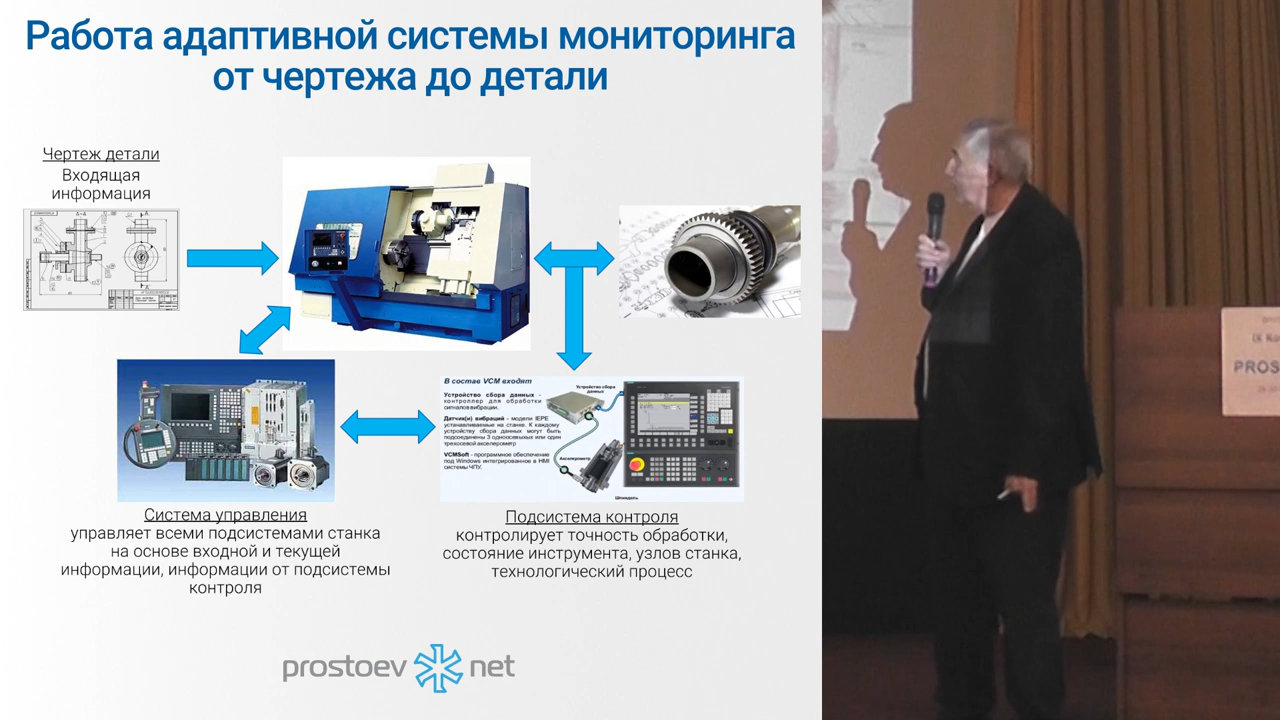 Работа адаптивной системы мониторинга
от чертежа до детали
Чертеж детали
Входящая
информация
А-А
А
В состав VCM входят
Устройство сбора данных -
контроллер для обработки
сигналов вибрации.
Датчик(и) вибраций - модели IEPE
устанавливаемые на станке. К каждому
устройству сбора данных могут быть
подсоединены 3 одноосевых или один
трехосевой акселерометр
VCMSoft - программное обеспечение
под Windows интегрированное в HMI
системы ЧПУ.
Устройство сбора
данных
Акселерометр
Шпиндель
Система управления
управляет всеми подсистемами станка
на основе входной и текущей
информации, информации от подсистемы
контроля
Подсистема контроля
контролирует точность обработки,
состояние инструмента, узлов станка,
технологический процесс
prostoev net
IX
PROS